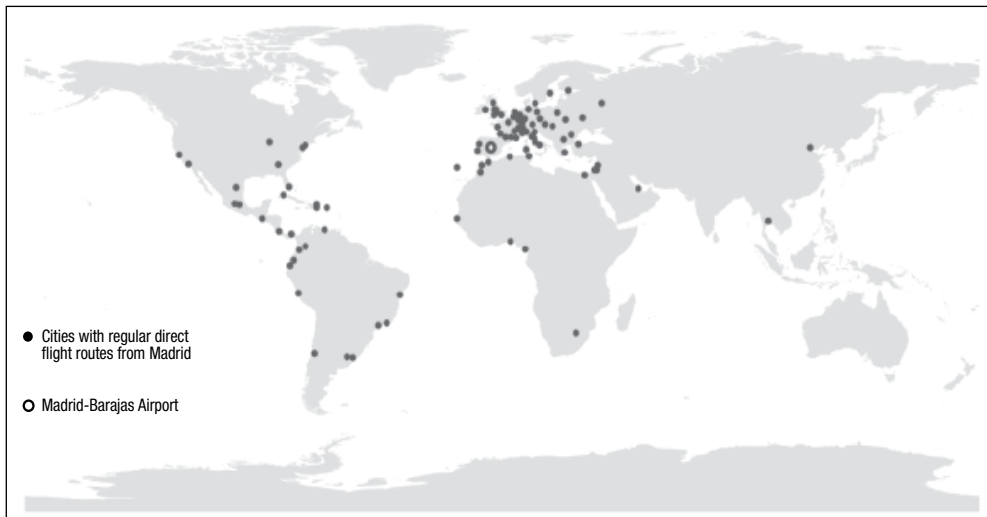 Cities with regular direct
flight routes from Madrid
Madrid-Barajas Airport